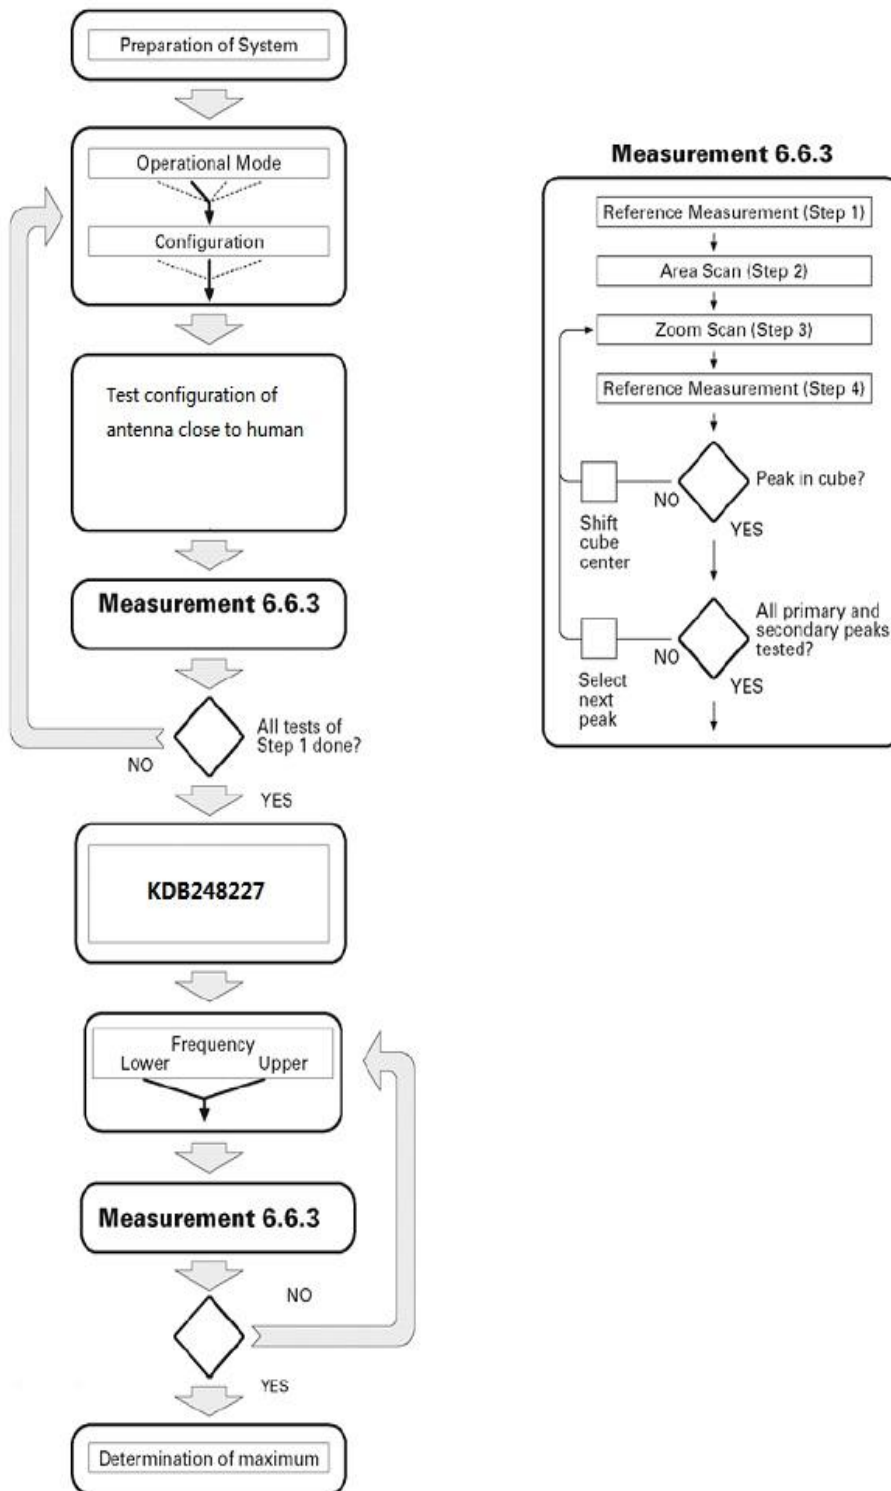 Preparation of System
Operational Mode
Configuration
Test configuration of
antenna close to human
Measurement 6.6.3
All tests of
Step 1 done?
NO
YES
KDB248227
Frequency
Lower Upper
Measurement 6.6.3
NO
YES
Determination of maximum
Measurement 6.6.3
Reference Measurement (Step 1)
Area Scan (Step 2)
Zoom Scan (Step 3)
Reference Measurement (Step 4)
Peak in cube?
NO
YES
Shift
cube
center
All primary and
secondary peaks
tested?
NO
YES
Select
next
peak